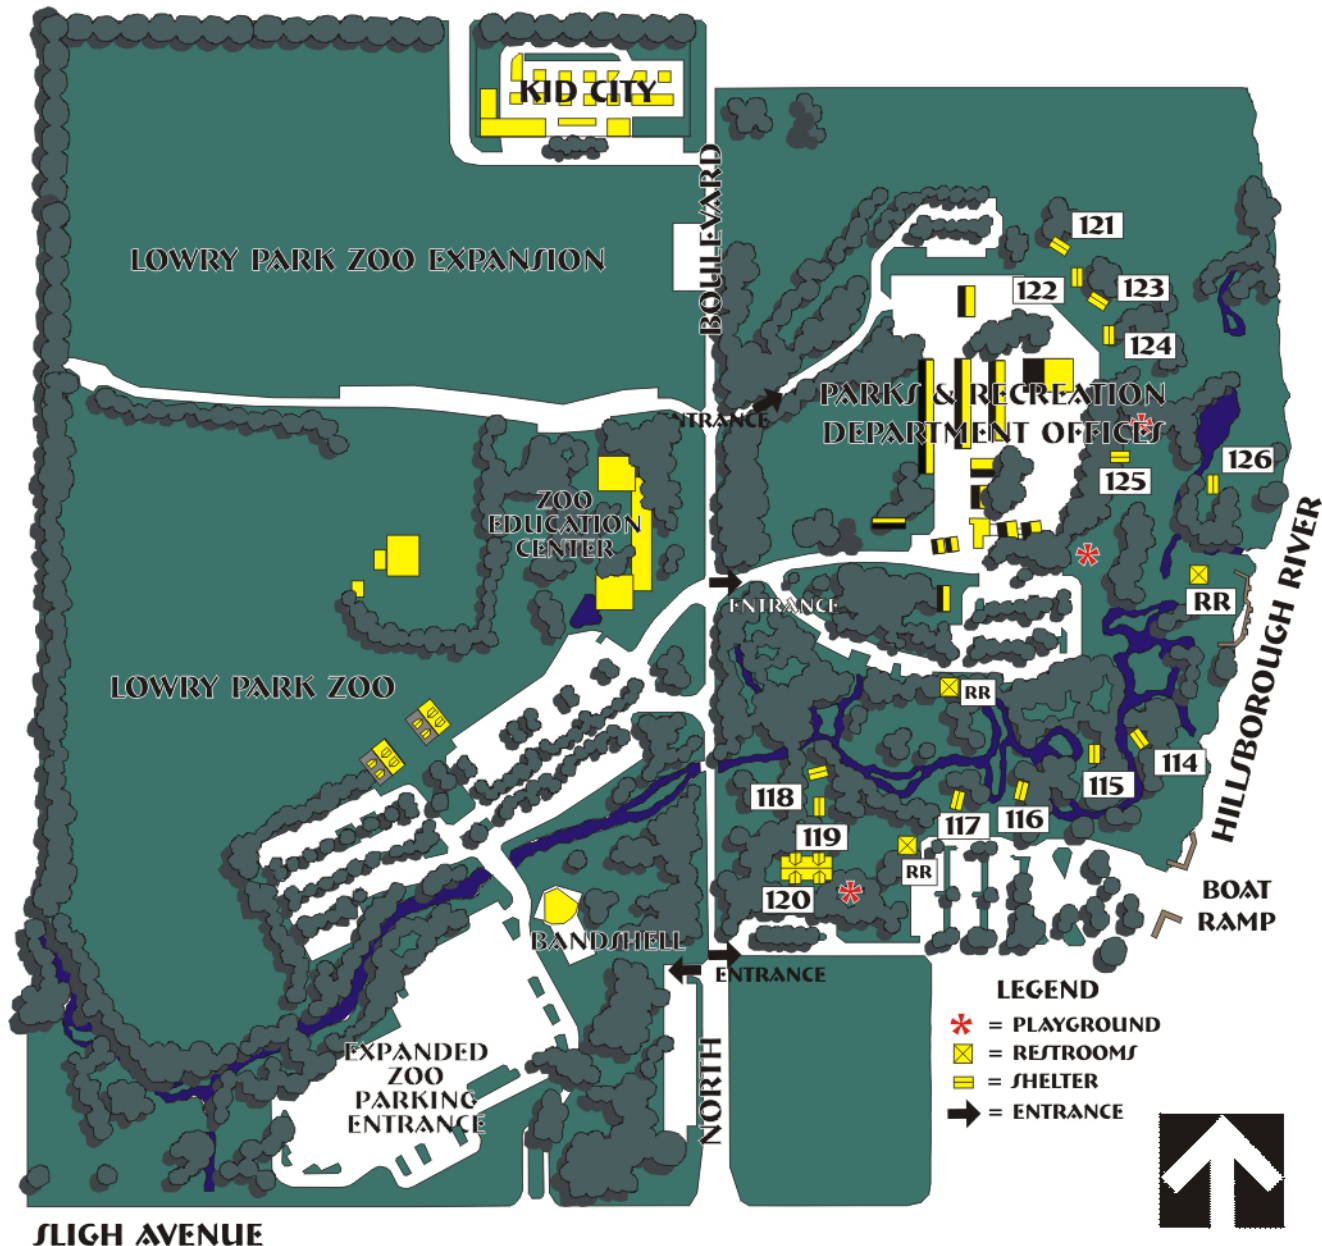 KID CITY
BOULEVARD
121
LOWRY PARK ZOO EXPANSION
122
123
124
PARKS & RECREATION
DEPARTMENT OFFICES
NTRANCE
126
125
ZOO
EDUCATION
CENTER
ENTRANCE
RR
HILLSBOROUGH RIVER
LOWRY PARK ZOO
RR
114
115
118
116
117
119
RR
120
BOAT
RAMP
BANDSHELL
ENTRANCE
LEGEND
= PLAYGROUND
= RESTROOMS
= SHELTER
= ENTRANCE
EXPANDED
ZOO
PARKING
ENTRANCE
NORTH
SLIGH AVENUE